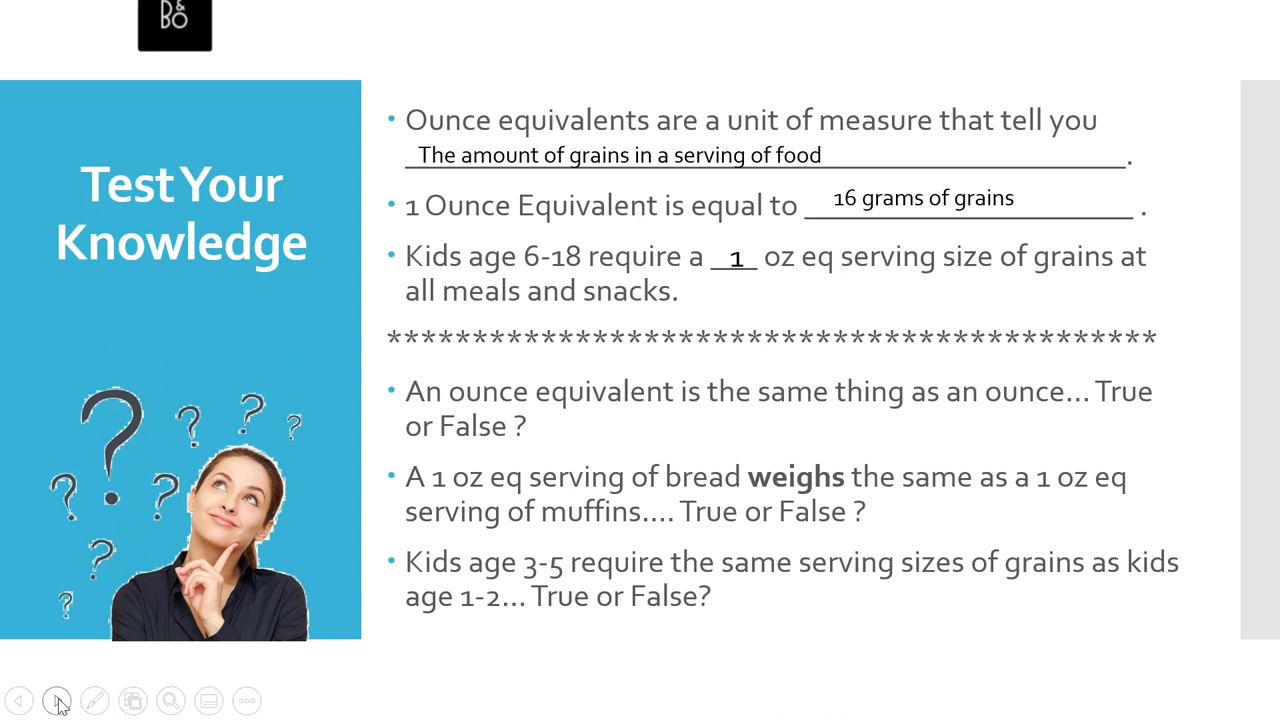 B&
BO
Test Your
Knowledge
• Ounce equivalents are a unit of measure that tell you
The amount of grains in a serving of food.
• 1 Ounce Equivalent is equal to 16 grams of grains .
• Kids age 6-18 require a 1 oz eq serving size of grains at
all meals and snacks.
*********************************************
• An ounce equivalent is the same thing as an ounce... True
or False ?
• A 1 oz eq serving of bread weighs the same as a 1 oz eq
serving of muffins.... True or False ?
• Kids age 3-5 require the same serving sizes of grains as kids
age 1-2... True or False?